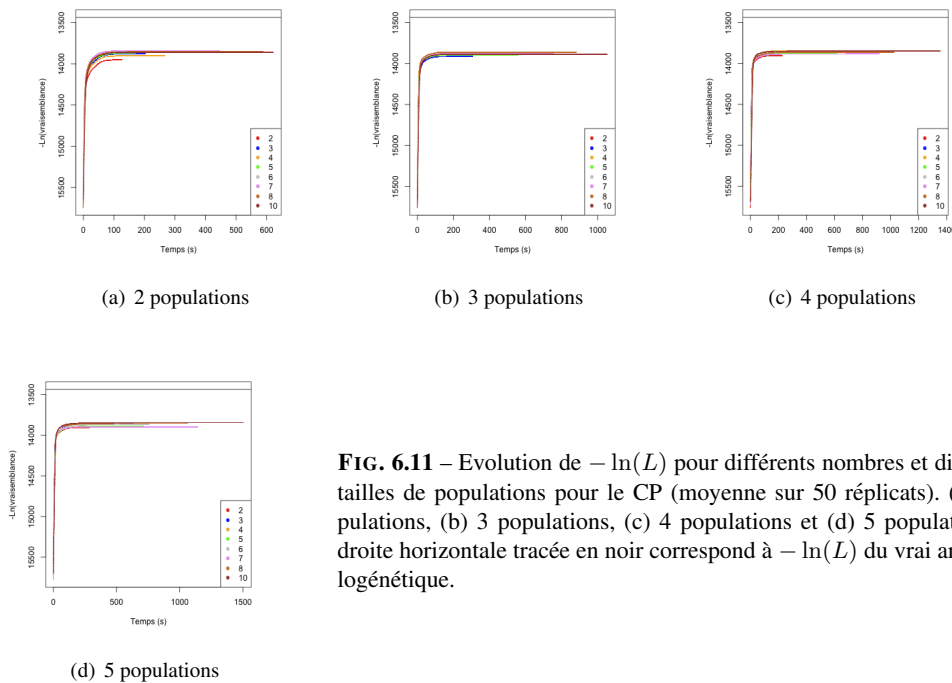 13500
14000
14500
15000
15500
-Ln(vraisemblance)
2
3
4
5
6
7
8
10
0 100 200 300 400 500 600
Temps (s)
(a) 2 populations
13500
14000
14500
15000
15500
-Ln(vraisemblance)
2
3
4
5
6
7
8
10
0 200 400 600 800 1000
Temps (s)
(b) 3 populations
13500
14000
14500
15000
15500
-Ln(vraisemblance)
2
3
4
5
6
7
8
10
0 200 400 600 800 1000 1200
Temps (s)
(c) 4 populations
13500
14000
14500
15000
15500
-Ln(vraisemblance)
2
3
4
5
6
7
8
10
0 500 1000 1500
Temps (s)
(d) 5 populations
FIG. 6.11 – Evolution de − ln(L) pour différents nombres et di
tailles de populations pour le CP (moyenne sur 50 réplicats). (
pulations, (b) 3 populations, (c) 4 populations et (d) 5 populat
droite horizontale tracée en noir correspond à − ln(L) du vrai a
logénétique.